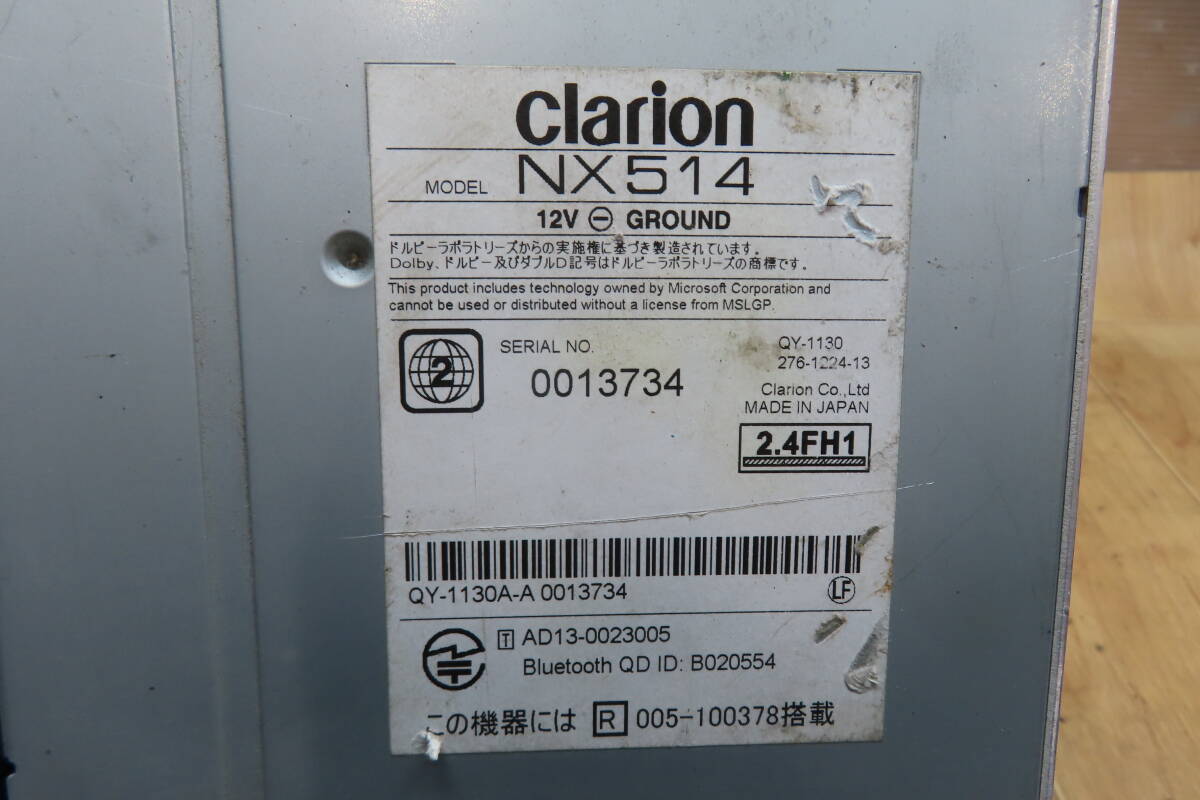 clarion
MODEL NX514
12V ⊖ GROUND
ドルビーラボラトリーズからの実施権に基づき製造されています。
Dolby、ドルビー及びダブルD記号はドルビーラボラトリーズの商標です。
This product includes technology owned by Microsoft Corporation and
cannot be used or distributed without a license from MSLGP.
2
SERIAL NO.
0013734
QY-1130
276-1224-13
Clarion Co.,Ltd
MADE IN JAPAN
2.4FH1
QY-1130A-A 0013734
LF
T AD13-0023005
Bluetooth QD ID: B020554
この機器には R 005-100378搭載